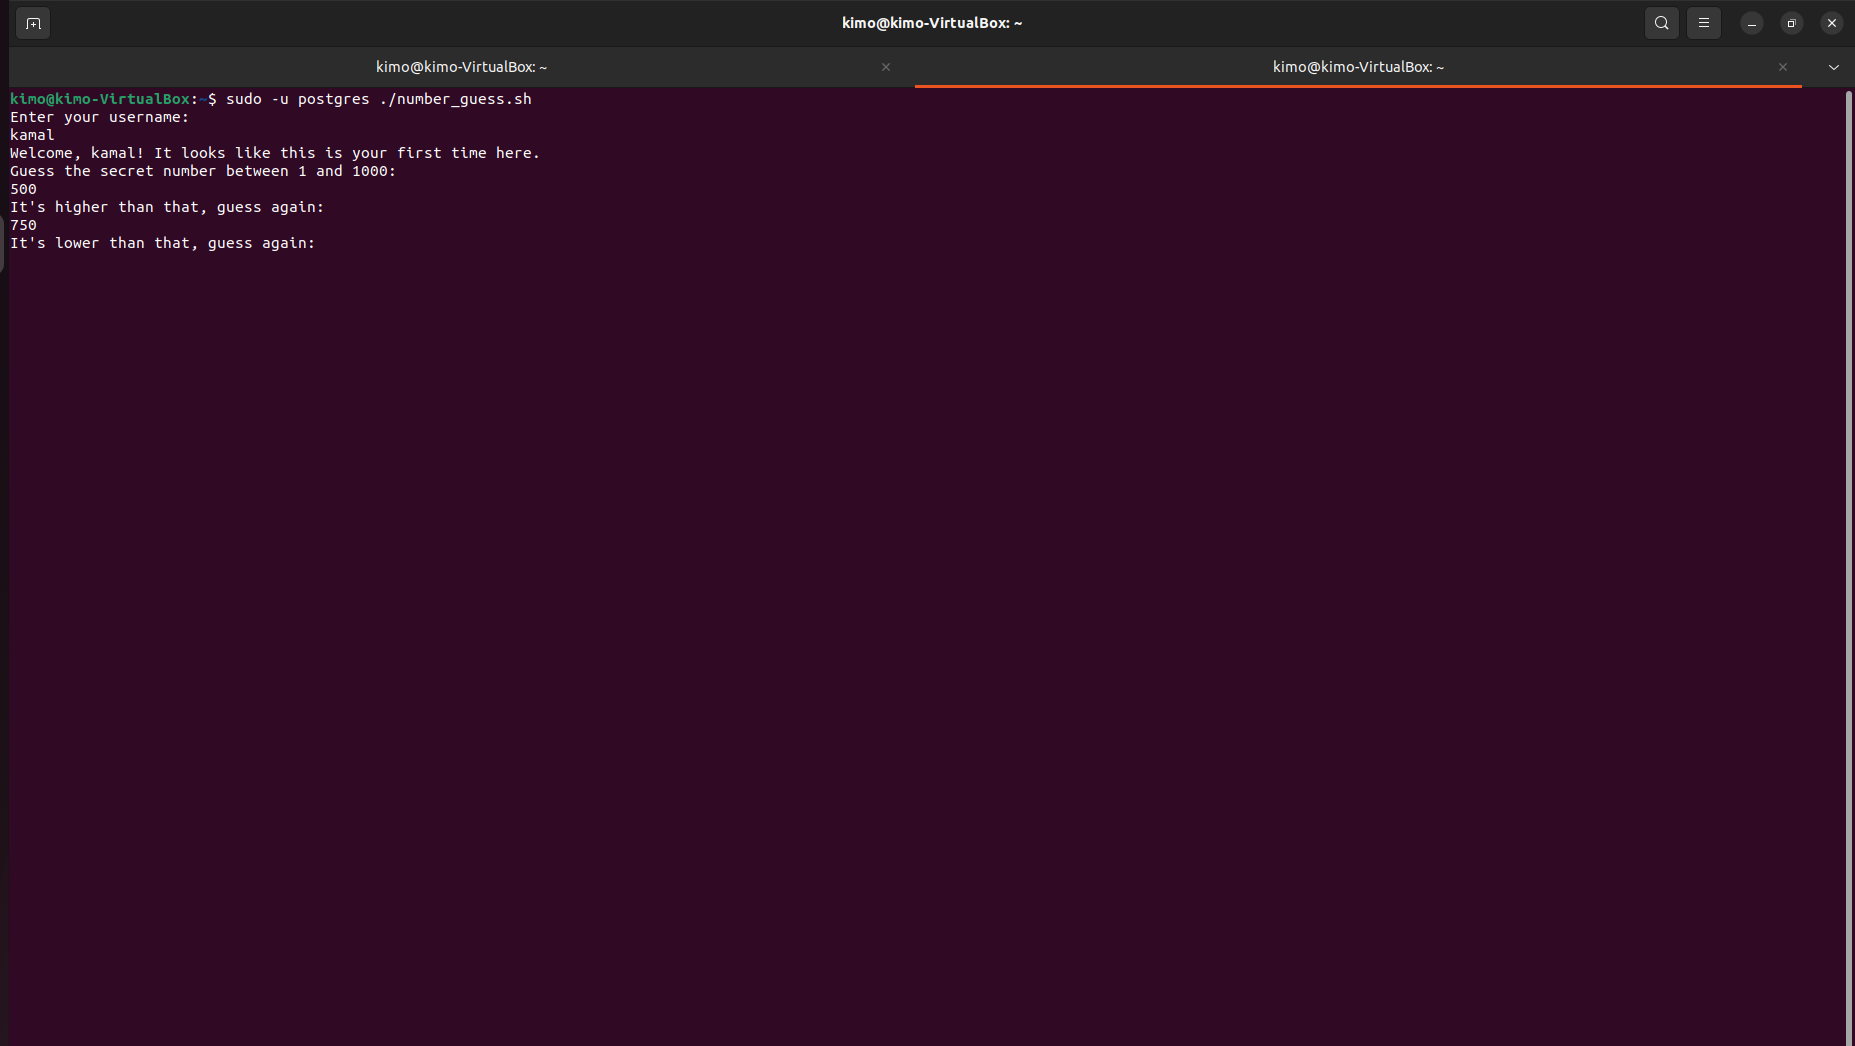 kimo@kimo-VirtualBox: ~
kimo@kimo-VirtualBox: ~
kimo@kimo-VirtualBox: ~
kimo@kimo-VirtualBox:~$ sudo -u postgres ./number_guess.sh
Enter your username:
kamal
Welcome, kamal! It looks like this is your first time here.
Guess the secret number between 1 and 1000:
500
It's higher than that, guess again:
750
It's lower than that, guess again: